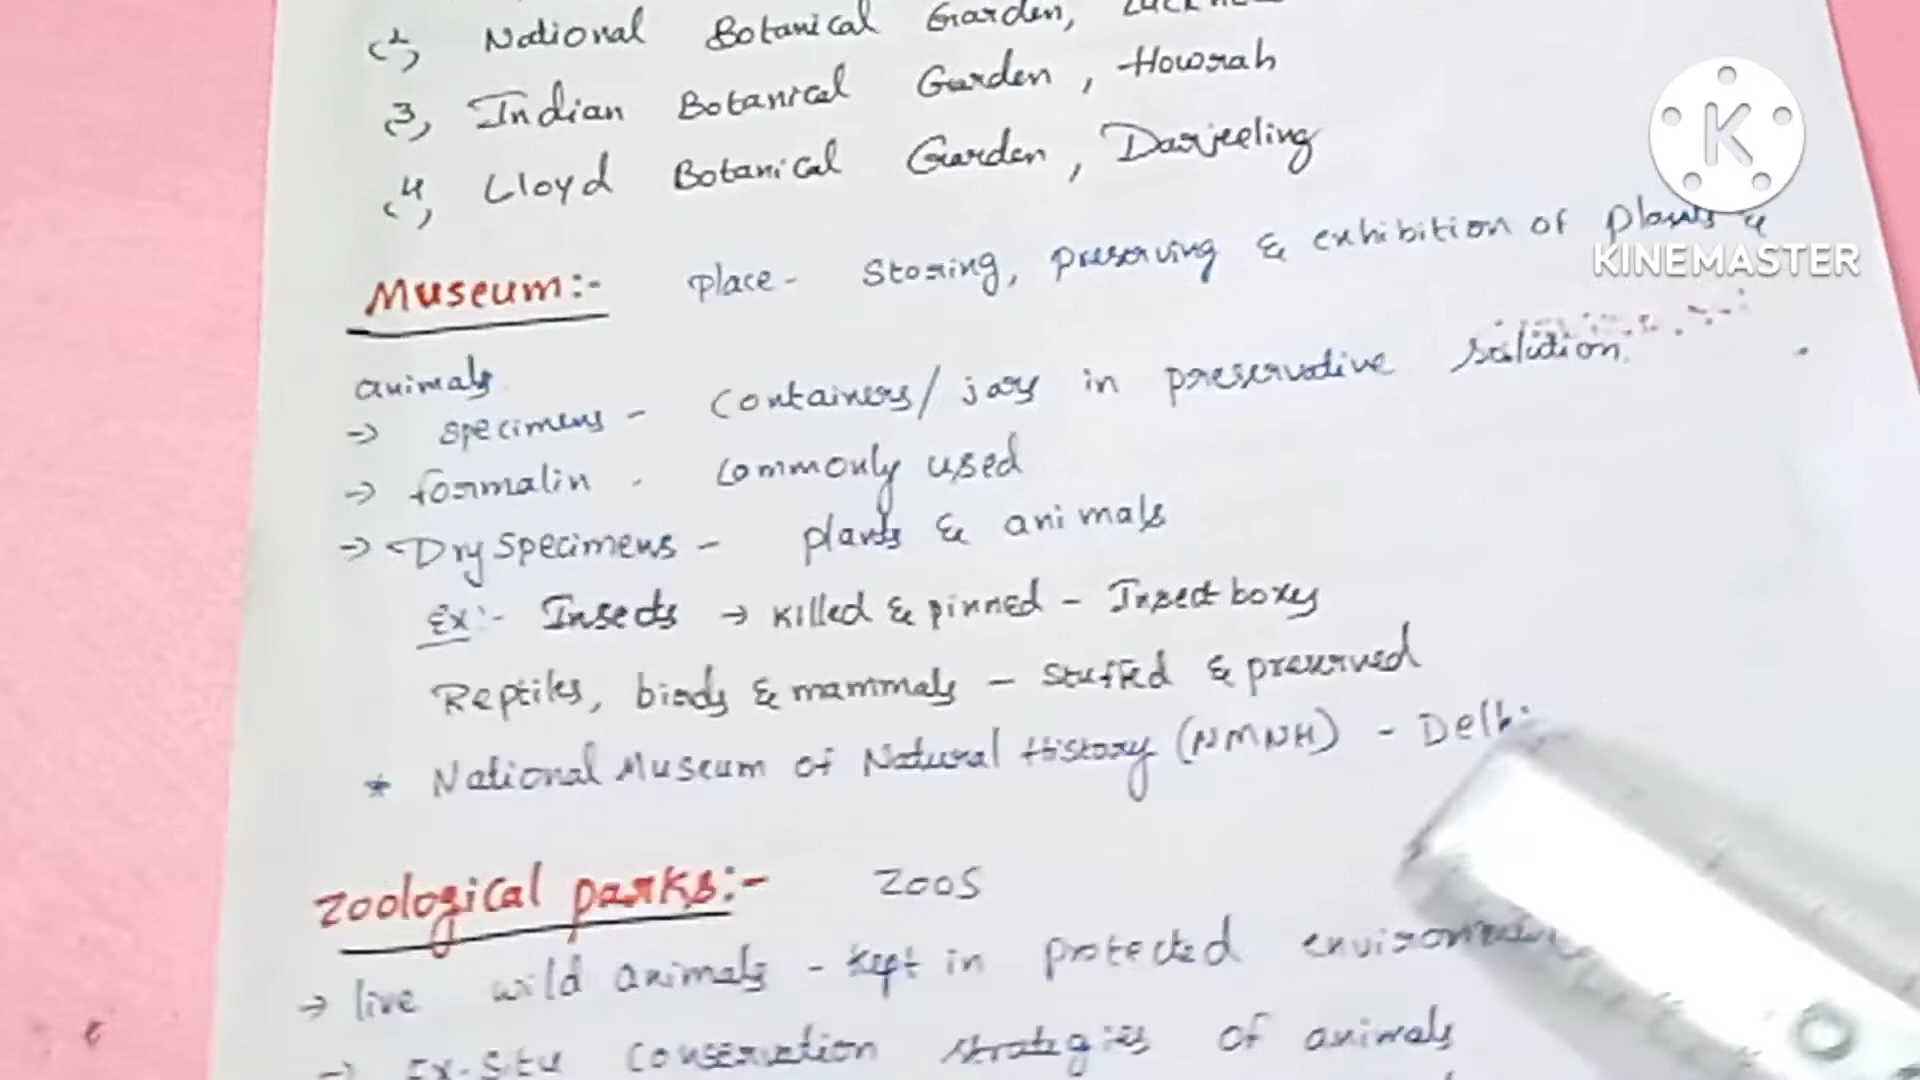 (2) National Botanical Garden,
(3) Indian Botanical Garden, Howrah
(4) Lloyd Botanical Garden, Darjeeling
Museum:- Place - Storing, preserving & exhibition of plants &
animals
→ specimens - containers/ jars in preservative solution.
→ formalin - commonly used
→ Dry specimens - plants & animals
Ex:- Insects → killed & pinned - Insect boxes
Reptiles, birds & mammals - stuffed & preserved
* National Museum of Natural History (NMNH) - Delhi
Zoological parks:- Zoos
→ live wild animals - kept in protected
→ Ex-situ conservation strategies of animals
K
KINEMASTER